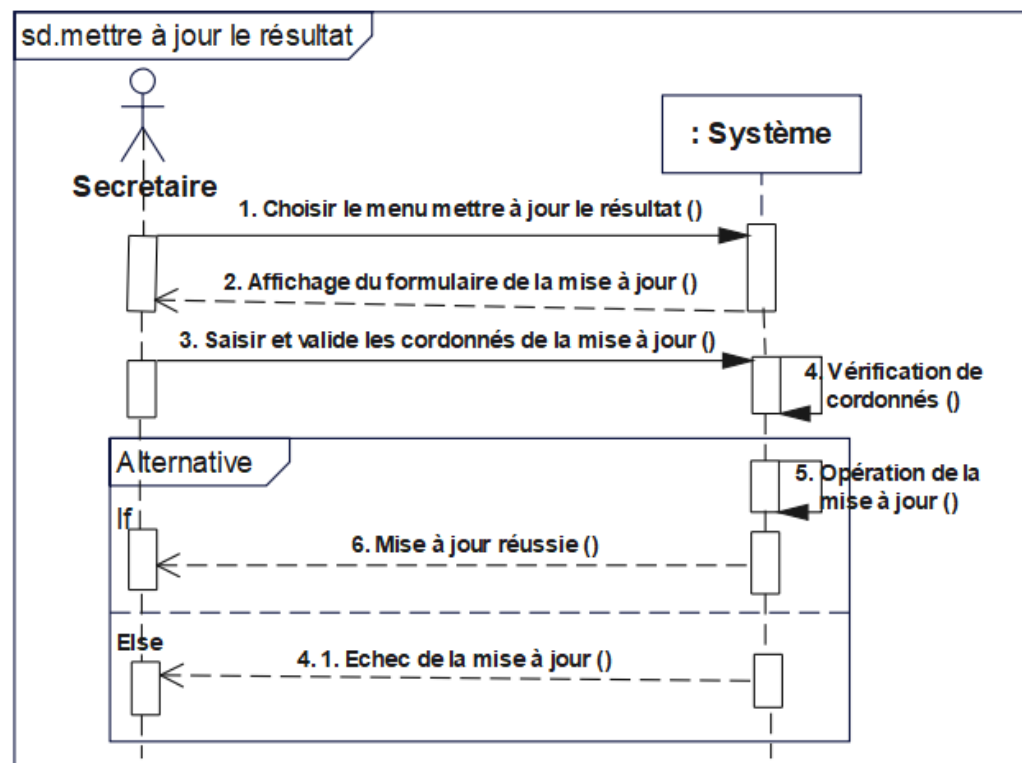 sd.mettre à jour le résultat
: Système
Secretaire
1. Choisir le menu mettre à jour le résultat ()
2. Affichage du formulaire de la mise à jour ()
3. Saisir et valide les cordonnés de la mise à jour ()
4. Vérification de
cordonnés ()
Alternative
5. Opération de la
mise à jour ()
If
6. Mise à jour réussie ()
Else
4. 1. Echec de la mise à jour ()